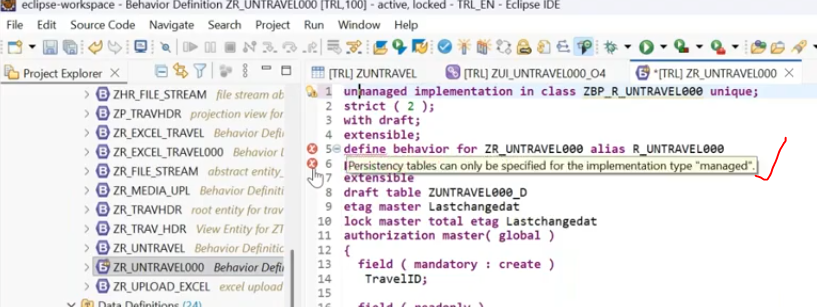 eclipse-workspace - Behavior Definition ZR_UNTRAVEL000 [TRL,100] - active, locked - TRL_EN - Eclipse IDE
File Edit Source Code Navigate Search Project Run Window Help
Project Explorer
[TRL] ZUNTRAVEL [TRL] ZUI_UNTRAVEL000_O4 *[TRL] ZR_UNTRAVEL000
ZHR_FILE_STREAM file stream ab
ZP_TRAVHDR projection view for
ZR_EXCEL_TRAVEL Behavior Defi
ZR_EXCEL_TRAVEL000 Behavior D
ZR_FILE_STREAM abstract entity
ZR_MEDIA_UPL Behavior Definiti
ZR_TRAVHDR root entity for trav
ZR_TRAV_HDR View Entity for ZT
ZR_UNTRAVEL Behavior Definitic
ZR_UNTRAVEL000 Behavior Defi
ZR_UPLOAD_EXCEL excel upload
Data Definitions (24)
1 unmanaged implementation in class ZBP_R_UNTRAVEL000 unique;
2 strict ( 2 );
3 with draft;
4 extensible;
5 define behavior for ZR_UNTRAVEL000 alias R_UNTRAVEL000
6 Persistency tables can only be specified for the implementation type "managed".
7 extensible
8 draft table ZUNTRAVEL000_D
9 etag master Lastchangedat
10 lock master total etag Lastchangedat
11 authorization master( global )
12 {
13 field ( mandatory : create )
14 TravelID;
15
16 field ( readonly )